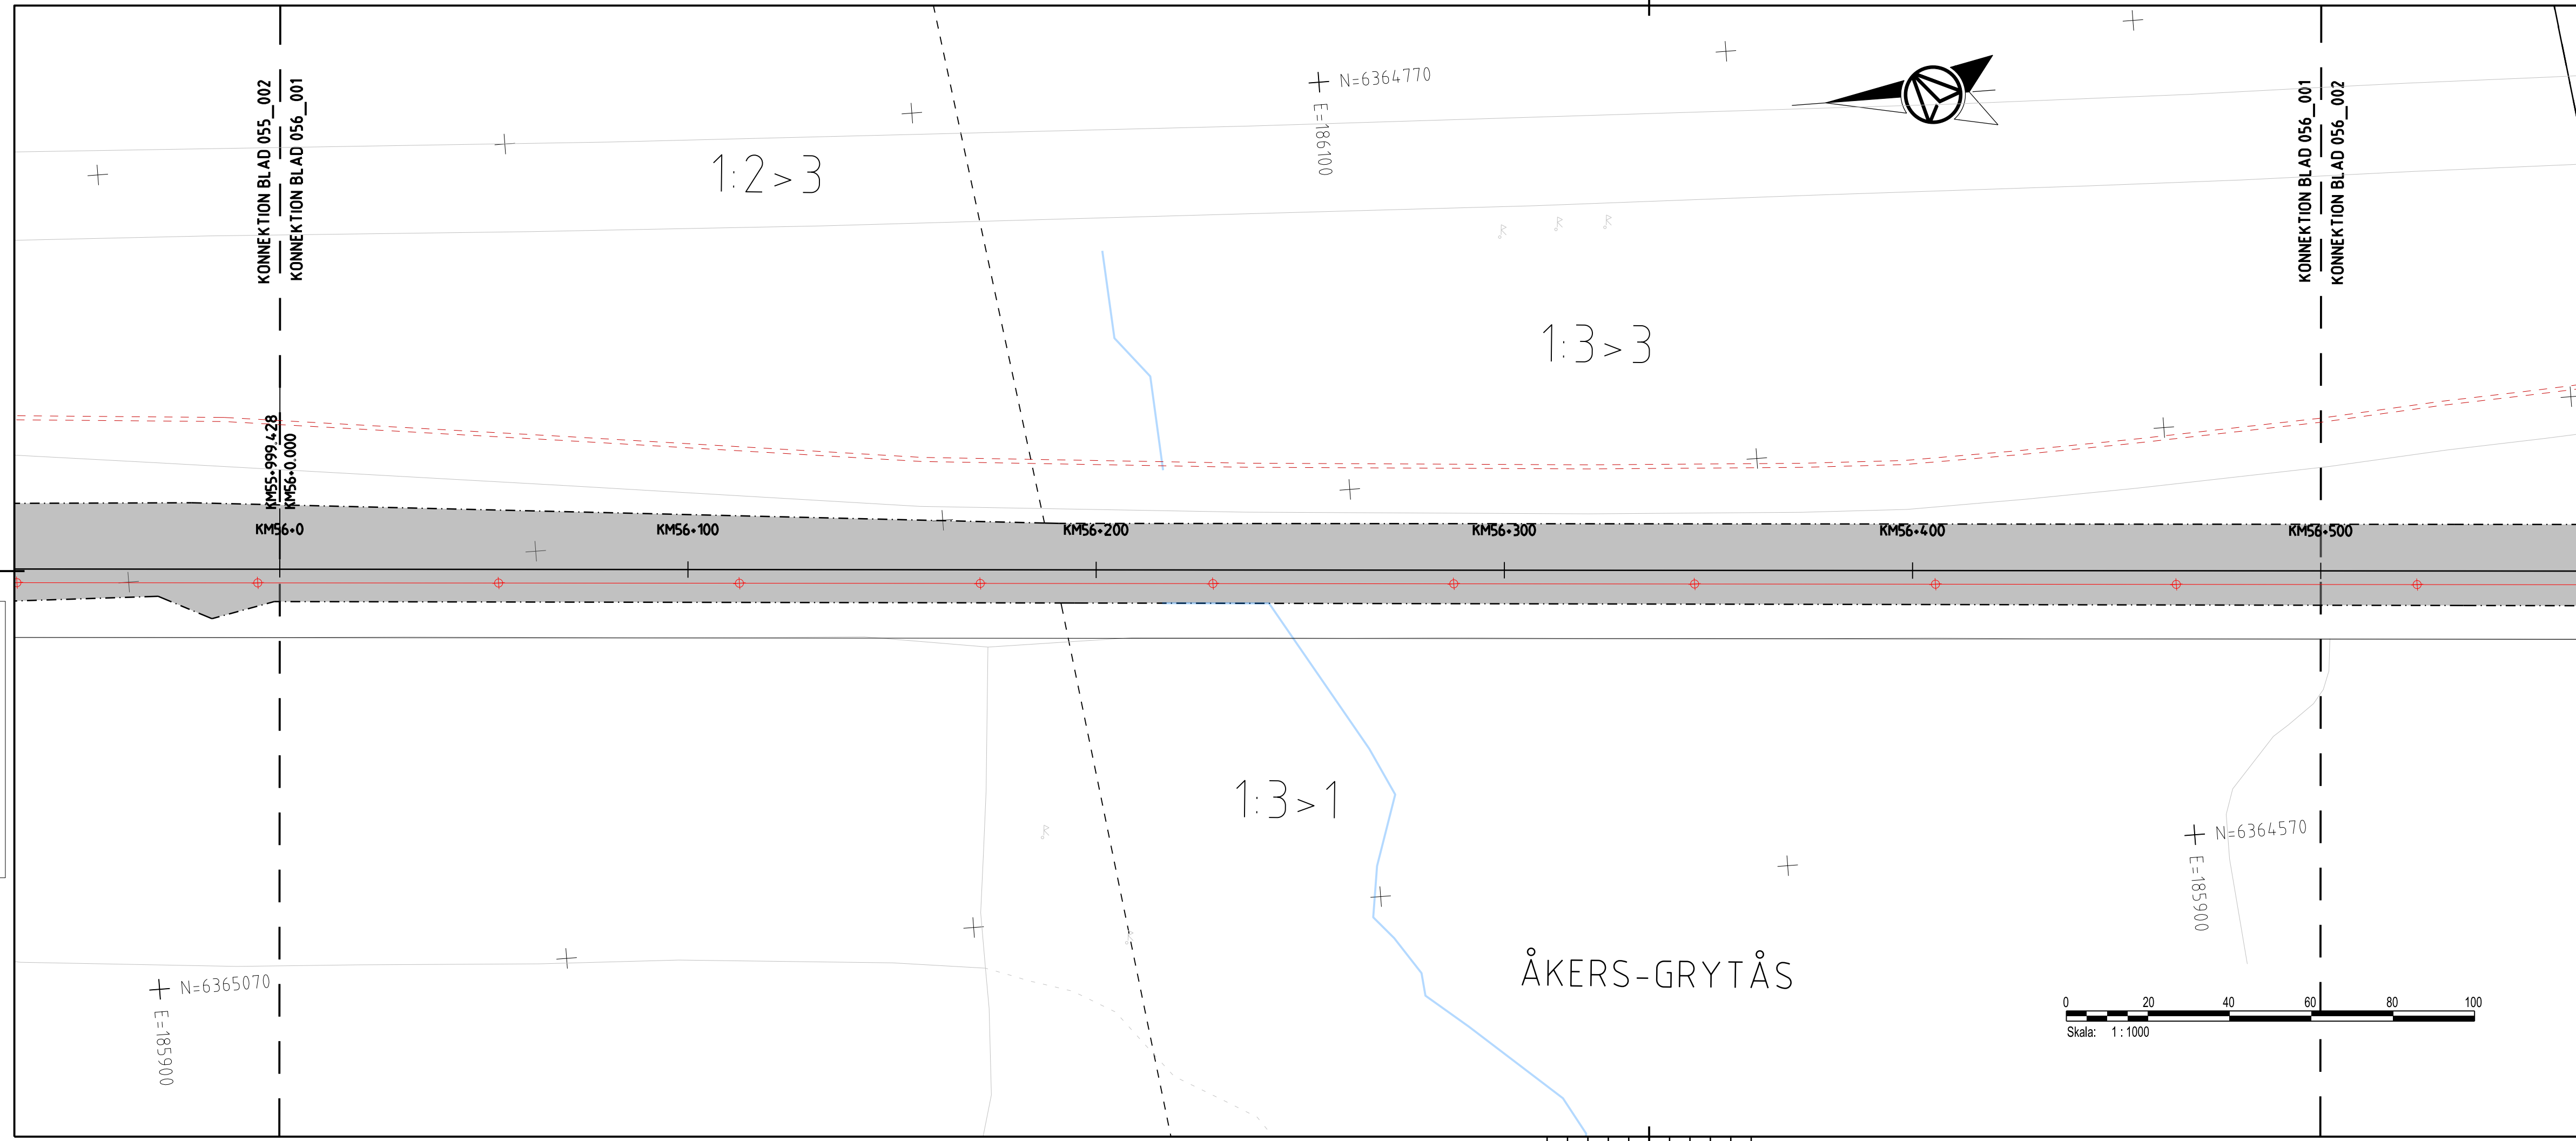 KONNEKTION BLAD 055_002
KONNEKTION BLAD 056_001
KONNEKTION BLAD 056_001
KONNEKTION BLAD 056_002
N=6364770
E=186100
1:2>3
1:3>3
KM55+999.428
KM56+0.000
KM56+0
KM56+100
KM56+200
KM56+300
KM56+400
KM56+500
1:3>1
N=6364570
E=185900
ÅKERS-GRYTÅS
N=6365070
E=185900
0 20 40 60 80 100
Skala: 1 : 1000